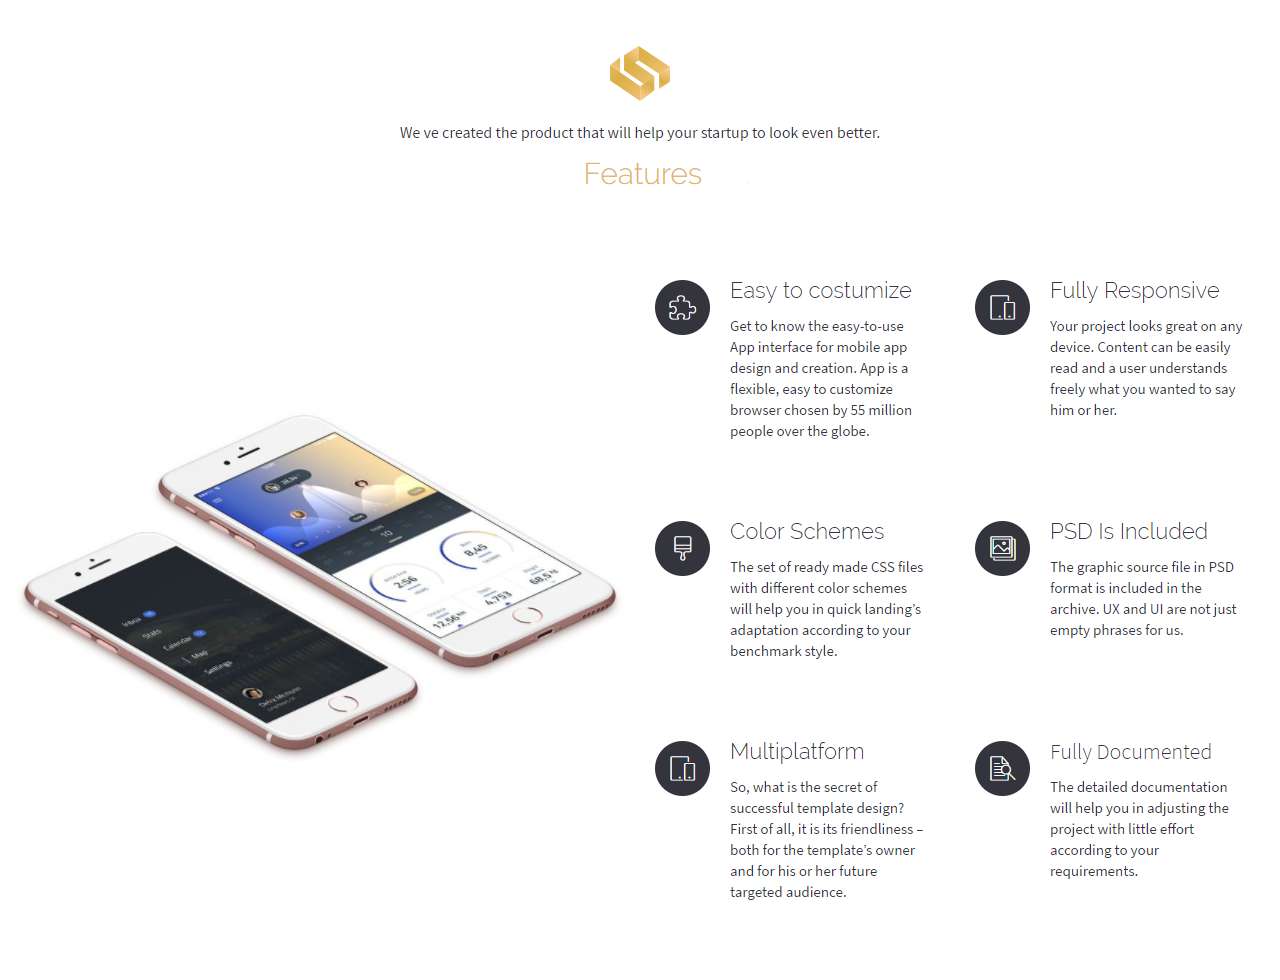 We ve created the product that will help your startup to look even better.
Features
Easy to costumize
Get to know the easy-to-use
App interface for mobile app
design and creation. App is a
flexible, easy to customize
browser chosen by 55 million
people over the globe.
Fully Responsive
Your project looks great on any
device. Content can be easily
read and a user understands
freely what you wanted to say
him or her.
Color Schemes
The set of ready made CSS files
with different color schemes
will help you in quick landing’s
adaptation according to your
benchmark style.
PSD Is Included
The graphic source file in PSD
format is included in the
archive. UX and UI are not just
empty phrases for us.
Multiplatform
So, what is the secret of
successful template design?
First of all, it is its friendliness –
both for the template’s owner
and for his or her future
targeted audience.
Fully Documented
The detailed documentation
will help you in adjusting the
project with little effort
according to your
requirements.
10
2:56
8,45
12,56
4,753
68,5
Inbox
Stats
Calendar
Map
Settings